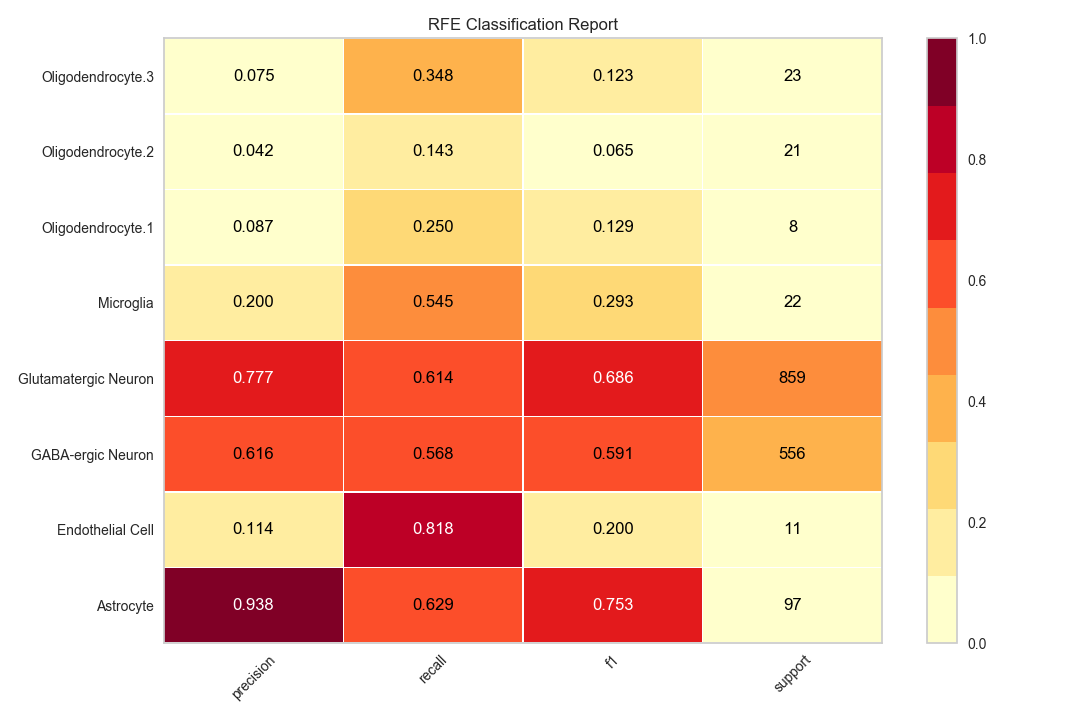 RFE Classification Report
Oligodendrocyte.3 0.075 0.348 0.123 23
Oligodendrocyte.2 0.042 0.143 0.065 21
Oligodendrocyte.1 0.087 0.250 0.129 8
Microglia 0.200 0.545 0.293 22
Glutamatergic Neuron 0.777 0.614 0.686 859
GABA-ergic Neuron 0.616 0.568 0.591 556
Endothelial Cell 0.114 0.818 0.200 11
Astrocyte 0.938 0.629 0.753 97
precision recall f1 support
1.0
0.8
0.6
0.4
0.2
0.0